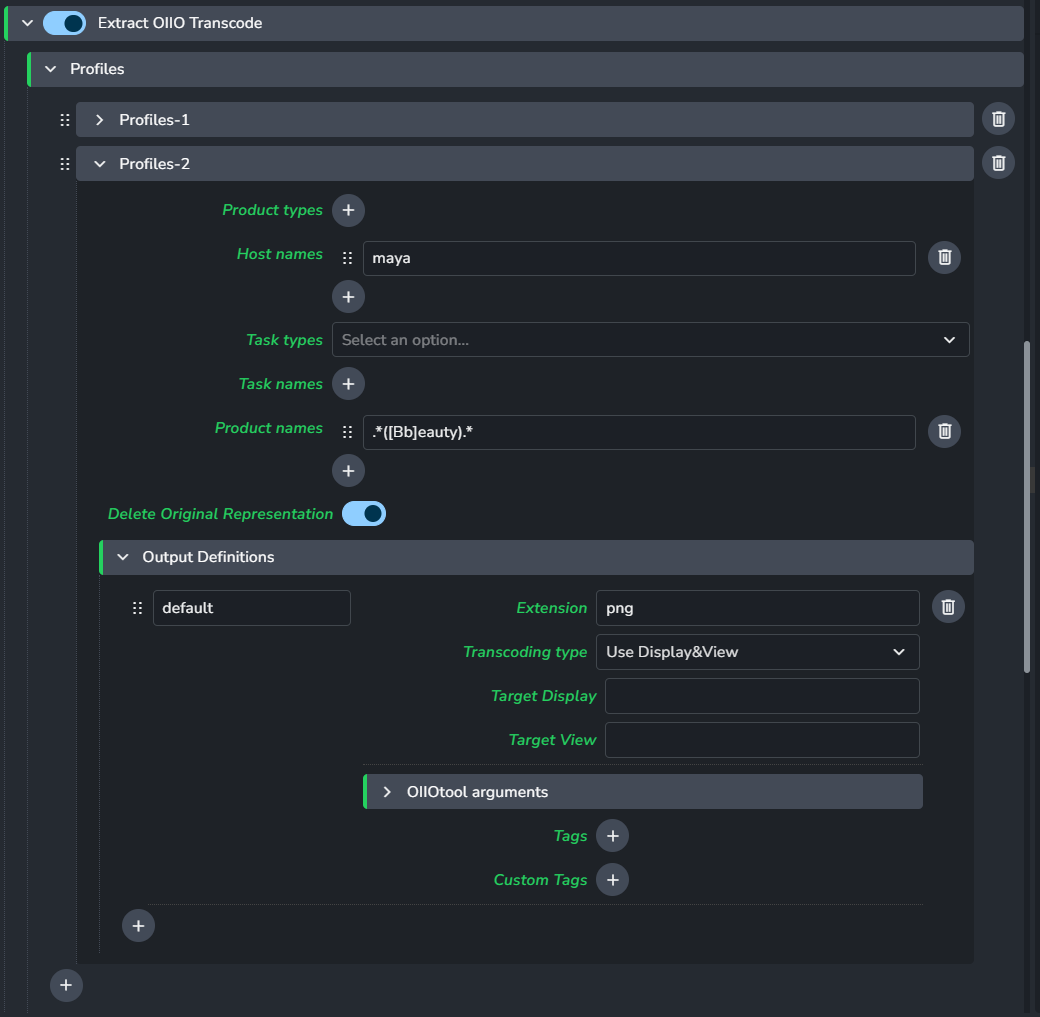 Extract OIIO Transcode
Profiles
Profiles-1
Profiles-2
Product types
Host names
maya
Task types
Select an option...
Task names
Product names
.*([Bb]eauty).*
Delete Original Representation
Output Definitions
default
Extension
png
Transcoding type
Use Display&View
Target Display
Target View
OIIOtool arguments
Tags
Custom Tags